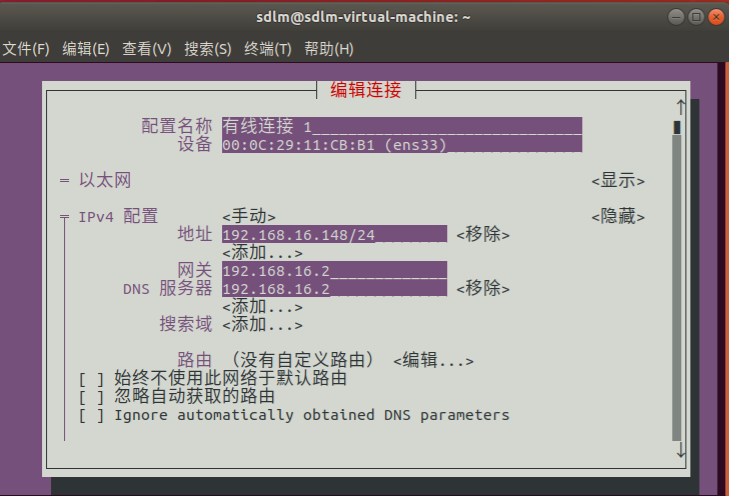 sdlm@sdlm-virtual-machine: ~
文件(F) 编辑(E) 查看(V) 搜索(S) 终端(T) 帮助(H)
编辑连接
配置名称 有线连接 1
设备 00:0C:29:11:CB:B1 (ens33)
= 以太网 <显示>
IPv4 配置 <手动> <隐藏>
地址 192.168.16.148/24 <移除>
<添加...>
网关 192.168.16.2
DNS 服务器 192.168.16.2 <移除>
<添加...>
搜索域 <添加...>
路由 (没有自定义路由) <编辑...>
[ ] 始终不使用此网络于默认路由
[ ] 忽略自动获取的路由
[ ] Ignore automatically obtained DNS parameters